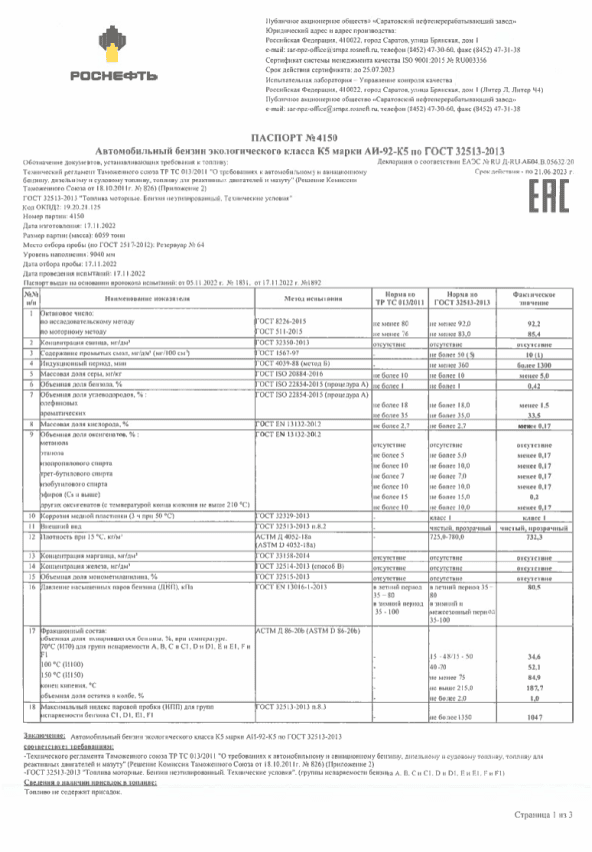 РОСНЕФТЬ
Публичное акционерное общество «Саратовский нефтеперерабатывающий завод»
Юридический адрес и адрес производства:
Российская Федерация, 410022, город Саратов, улица Брянская, дом 1
e-mail: sar-npz-office@srnpz.rosneft.ru, телефон (8452) 47-30-60, факс (8452) 47-31-38
Сертификат системы менеджмента качества ISO 9001:2015 № RU003356
Срок действия сертификата: до 25.07.2023
Испытательная лаборатория – Управление контроля качества
Российская Федерация, 410022, город Саратов, улица Брянская, дом 1 (Литер Л, Литер Ч4)
Публичное акционерное общество «Саратовский нефтеперерабатывающий завод»
e-mail: sar-npz-office@srnpz.rosneft.ru, телефон (8452) 47-30-60, факс (8452) 47-31-38
ПАСПОРТ №4150
Автомобильный бензин экологического класса К5 марки АИ-92-К5 по ГОСТ 32513-2013
Обозначение документов, устанавливающих требования к топливу:
Декларация о соответствии ЕАЭС № RU Д-RU.АБ04.В.05632/20
Технический регламент Таможенного союза ТР ТС 013/2011 "О требованиях к автомобильному и авиационному
Срок действия - по 21.06.2023 г.
бензину, дизельному и судовому топливу, топливу для реактивных двигателей и мазуту" (Решение Комиссии
Таможенного Союза от 18.10.2011г. № 826) (Приложение 2)
ГОСТ 32513-2013 "Топлива моторные. Бензин неэтилированный. Технические условия"
Код ОКПД2: 19.20.21.125
Номер партии: 4150
Дата изготовления: 17.11.2022
Размер партии (масса): 6059 тонн
Место отбора пробы (по ГОСТ 2517-2012): Резервуар № 64
Уровень наполнения: 9040 мм
Дата отбора пробы: 17.11.2022
Дата проведения испытаний: 17.11.2022
Паспорт выдан на основании протокола испытаний: от 05.11.2022 г. № 1831, от 17.11.2022 г. №1892
EAC
№№ п/п Наименование показателя Метод испытания Норма по ТР ТС 013/2011 Норма по ГОСТ 32513-2013 Фактическое значение
1 Октановое число:
по исследовательскому методу ГОСТ 8226-2015 не менее 80 не менее 92,0 92,2
по моторному методу ГОСТ 511-2015 не менее 76 не менее 83,0 85,4
2 Концентрация свинца, мг/дм³ ГОСТ 32350-2013 отсутствие отсутствие отсутствие
3 Содержание промытых смол, мг/дм³ (мг/100 см³) ГОСТ 1567-97 - не более 50 (5) 10 (1)
4 Индукционный период, мин ГОСТ 4039-88 (метод Б) - не менее 360 более 1300
5 Массовая доля серы, мг/кг ГОСТ ISO 20884-2016 не более 10 не более 10 менее 5,0
6 Объемная доля бензола, % ГОСТ ISO 22854-2015 (процедура А) не более 1 не более 1 0,42
7 Объемная доля углеводородов, % : ГОСТ ISO 22854-2015 (процедура А)
олефиновых не более 18 не более 18,0 менее 1,5
ароматических не более 35 не более 35,0 33,5
8 Массовая доля кислорода, % ГОСТ EN 13132-2012 не более 2,7 не более 2,7 менее 0,17
9 Объемная доля оксигенатов, % : ГОСТ EN 13132-2012
метанола отсутствие отсутствие отсутствие
этанола не более 5 не более 5,0 менее 0,17
изопропилового спирта не более 10 не более 10,0 менее 0,17
трет-бутилового спирта не более 7 не более 7,0 менее 0,17
изобутилового спирта не более 10 не более 10,0 менее 0,17
эфиров (С₅ и выше) не более 15 не более 15,0 0,2
других оксигенатов (с температурой конца кипения не выше 210 °С) не более 10 не более 10,0 менее 0,17
10 Коррозия медной пластинки (3 ч при 50 °С) ГОСТ 32329-2013 - класс 1 класс 1
11 Внешний вид ГОСТ 32513-2013 п.8.2 - чистый, прозрачный чистый, прозрачный
12 Плотность при 15 °С, кг/м³ АСТМ Д 4052-18а - 725,0-780,0 732,3
(ASTM D 4052-18a)
13 Концентрация марганца, мг/дм³ ГОСТ 33158-2014 отсутствие отсутствие отсутствие
14 Концентрация железа, мг/дм³ ГОСТ 32514-2013 (способ В) отсутствие отсутствие отсутствие
15 Объемная доля монометиланилина, % ГОСТ 32515-2013 отсутствие отсутствие отсутствие
16 Давление насыщенных паров бензина (ДНП), кПа ГОСТ EN 13016-1-2013 в летний период в летний период 35 – 80,5
35 – 80 80
в зимний период в зимний и
35 - 100 межсезонный период
35-100
17 Фракционный состав: АСТМ Д 86-20b (ASTM D 86-20b)
объемная доля испарившегося бензина, %, при температуре:
70°С (И70) для групп испаряемости А, В, С и С1, D и D1, Е и Е1, F и
F1 - 15 - 48/15 - 50 34,6
100 °С (И100) - 40-70 52,1
150 °С (И150) - не менее 75 84,9
конец кипения, °С - не выше 215,0 187,7
объемная доля остатка в колбе, % - не более 2,0 1,0
18 Максимальный индекс паровой пробки (ИПП) для групп ГОСТ 32513-2013 п.8.3
испаряемости бензина С1, D1, Е1, F1 - не более1350 1047
Заключение: Автомобильный бензин экологического класса К5 марки АИ-92-К5 по ГОСТ 32513-2013
соответствует требованиям:
-Технического регламента Таможенного союза ТР ТС 013/2011 "О требованиях к автомобильному и авиационному бензину, дизельному и судовому топливу, топливу для
реактивных двигателей и мазуту" (Решение Комиссии Таможенного Союза от 18.10.2011г. № 826) (Приложение 2)
-ГОСТ 32513-2013 "Топлива моторные. Бензин неэтилированный. Технические условия". (группы испаряемости бензина А, В, С и С1, D и D1, Е и Е1, F и F1)
Сведения о наличии присадок в топливе:
Топливо не содержит присадок.
Страница 1 из 3